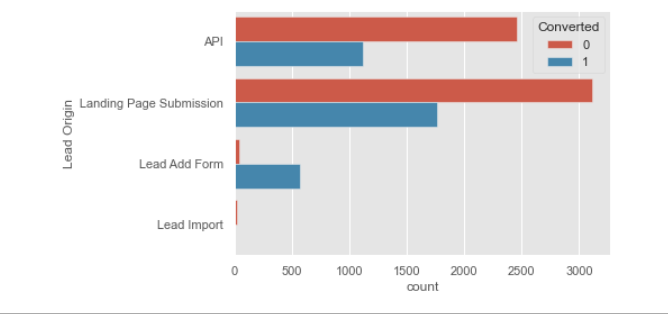 Converted
0
1
API
Landing Page Submission
Lead Add Form
Lead Import
Lead Origin
0 500 1000 1500 2000 2500 3000
count